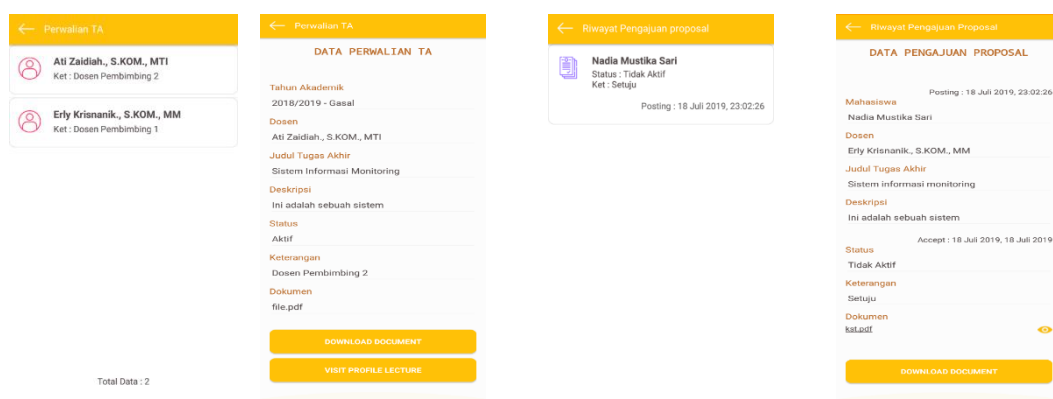 Perwalian TA
Ati Zaidiah., S.KOM., MTI
Ket : Dosen Pembimbing 2
Erly Krisnanik., S.KOM., MM
Ket : Dosen Pembimbing 1
Total Data : 2
Perwalian TA
DATA PERWALIAN TA
Tahun Akademik
2018/2019 - Gasal
Dosen
Ati Zaidiah., S.KOM., MTI
Judul Tugas Akhir
Sistem Informasi Monitoring
Deskripsi
Ini adalah sebuah sistem
Status
Aktif
Keterangan
Dosen Pembimbing 2
Dokumen
file.pdf
DOWNLOAD DOCUMENT
VISIT PROFILE LECTURE
Riwayat Pengajuan proposal
Nadia Mustika Sari
Status : Tidak Aktif
Ket : Setuju
Posting : 18 Juli 2019, 23:02:26
Riwayat Pengajuan Proposal
DATA PENGAJUAN PROPOSAL
Posting : 18 Juli 2019, 23:02:26
Mahasiswa
Nadia Mustika Sari
Dosen
Erly Krisnanik., S.KOM., MM
Judul Tugas Akhir
Sistem informasi monitoring
Deskripsi
Ini adalah sebuah sistem
Accept : 18 Juli 2019, 18 Juli 2019
Status
Tidak Aktif
Keterangan
Setuju
Dokumen
kst.pdf
DOWNLOAD DOCUMENT